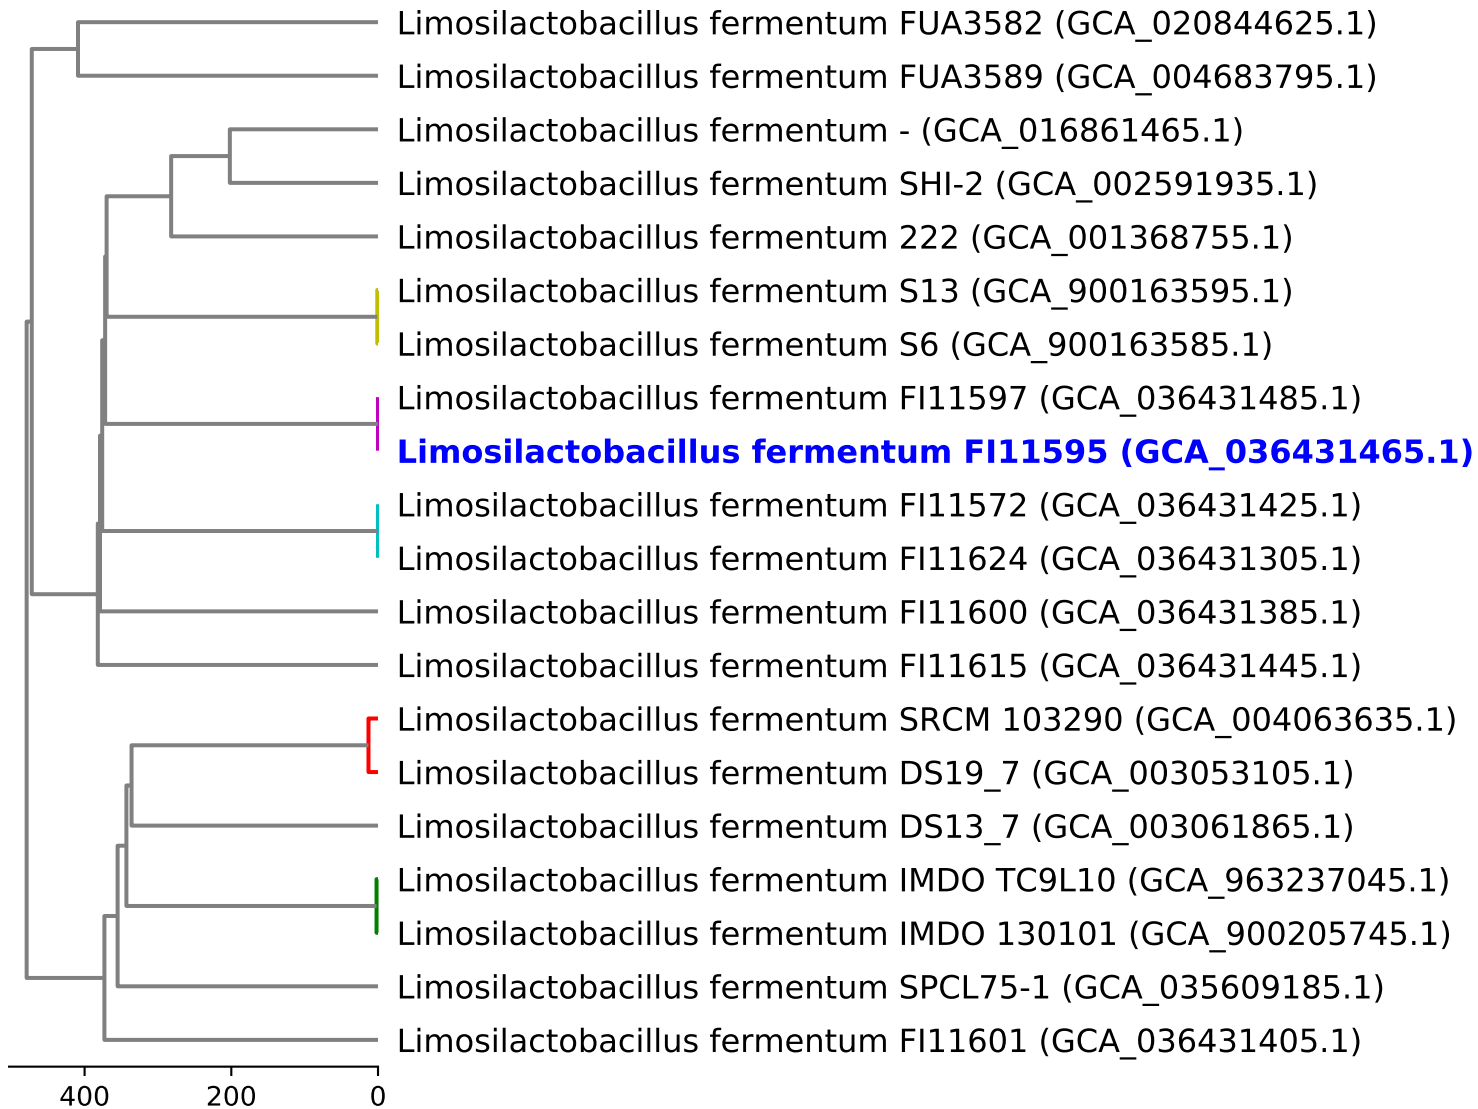 Limosilactobacillus fermentum FUA3582 (GCA_020844625.1)
Limosilactobacillus fermentum FUA3589 (GCA_004683795.1)
Limosilactobacillus fermentum - (GCA_016861465.1)
Limosilactobacillus fermentum SHI-2 (GCA_002591935.1)
Limosilactobacillus fermentum 222 (GCA_001368755.1)
Limosilactobacillus fermentum S13 (GCA_900163595.1)
Limosilactobacillus fermentum S6 (GCA_900163585.1)
Limosilactobacillus fermentum FI11597 (GCA_036431485.1)
Limosilactobacillus fermentum FI11595 (GCA_036431465.1)
Limosilactobacillus fermentum FI11572 (GCA_036431425.1)
Limosilactobacillus fermentum FI11624 (GCA_036431305.1)
Limosilactobacillus fermentum FI11600 (GCA_036431385.1)
Limosilactobacillus fermentum FI11615 (GCA_036431445.1)
Limosilactobacillus fermentum SRCM 103290 (GCA_004063635.1)
Limosilactobacillus fermentum DS19_7 (GCA_003053105.1)
Limosilactobacillus fermentum DS13_7 (GCA_003061865.1)
Limosilactobacillus fermentum IMDO TC9L10 (GCA_963237045.1)
Limosilactobacillus fermentum IMDO 130101 (GCA_900205745.1)
Limosilactobacillus fermentum SPCL75-1 (GCA_035609185.1)
Limosilactobacillus fermentum FI11601 (GCA_036431405.1)
400 200 0